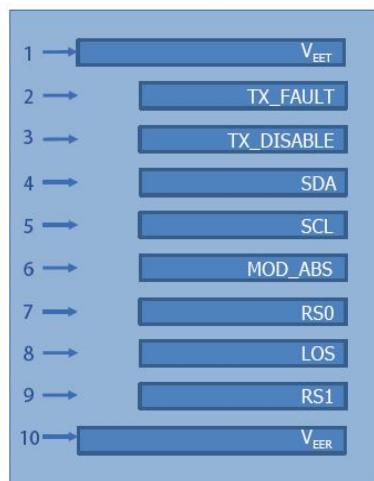 1 VEET
2 TX_FAULT
3 TX_DISABLE
4 SDA
5 SCL
6 MOD_ABS
7 RS0
8 LOS
9 RS1
10 VEER